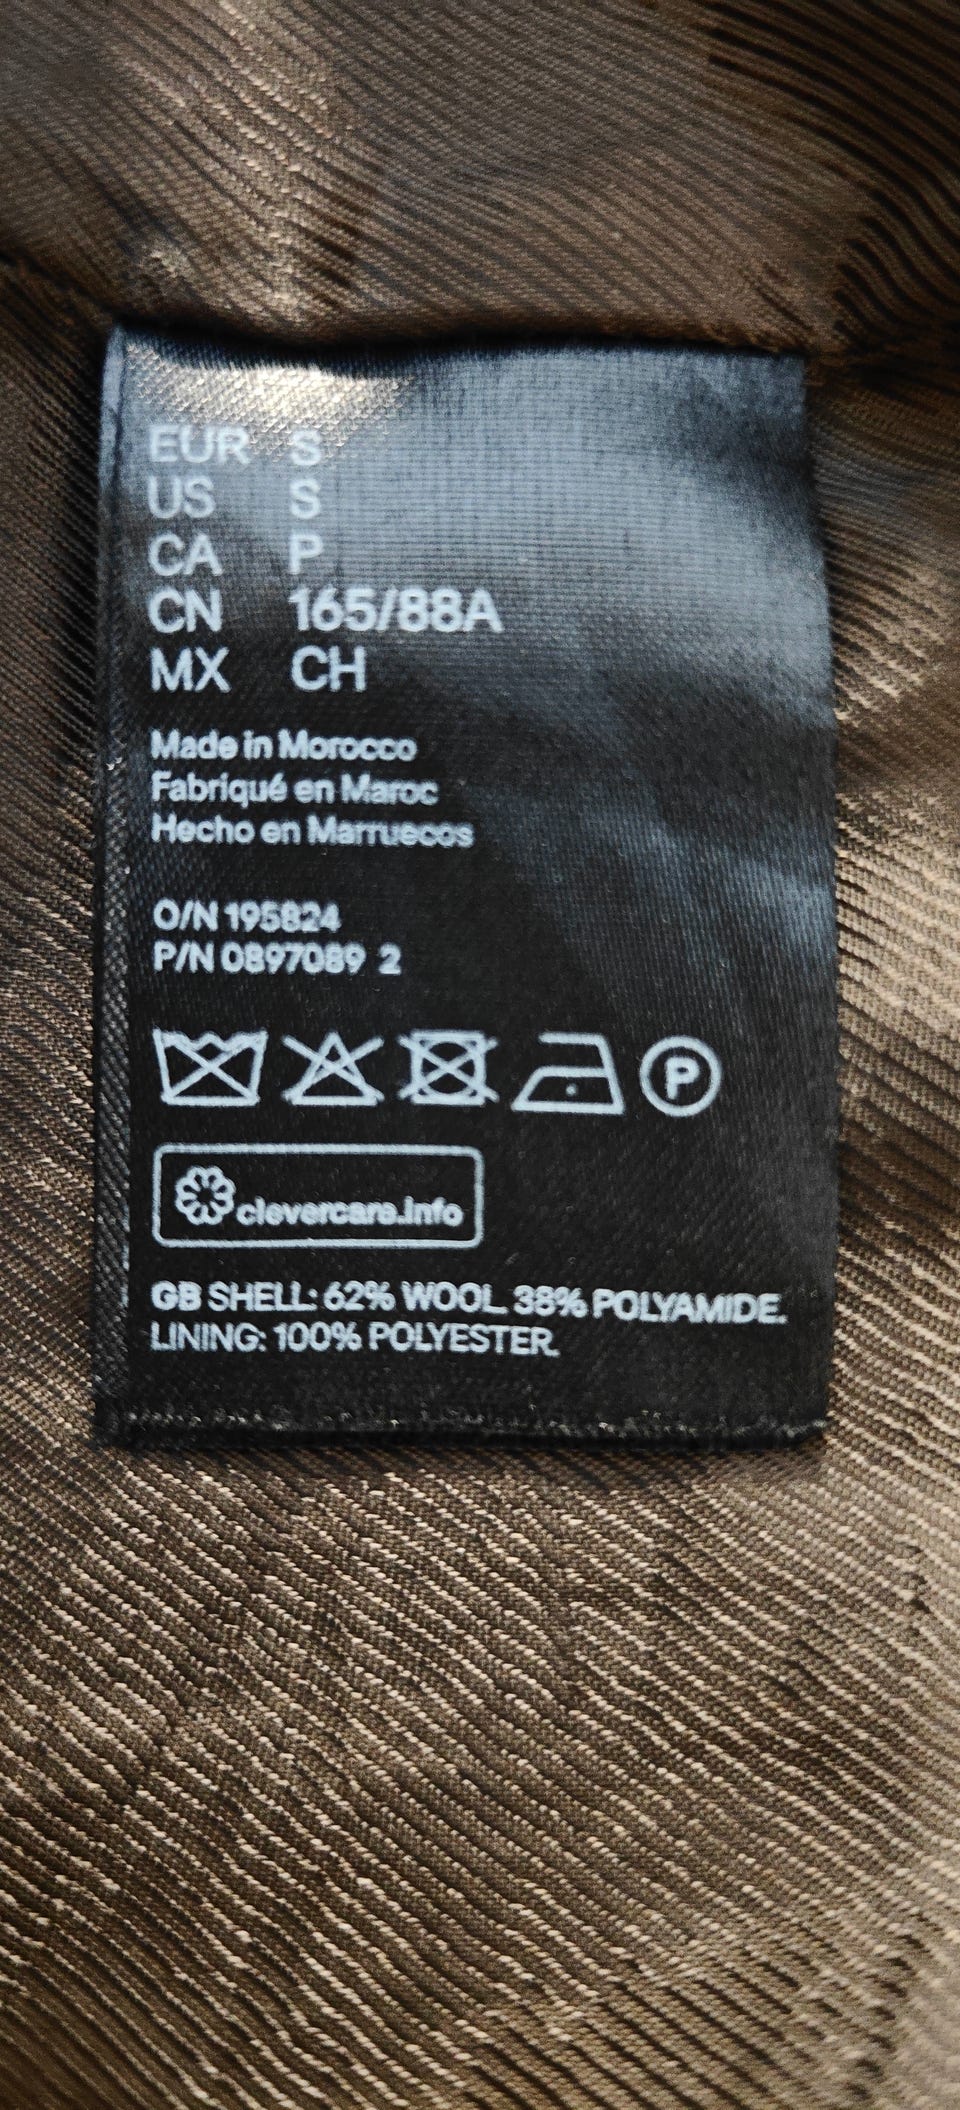 EUR S
US S
CA P
CN 165/88A
MX CH
Made in Morocco
Fabriqué en Maroc
Hecho en Marruecos
O/N 195824
P/N 0897089 2
P
clevercare.info
GB SHELL: 62% WOOL. 38% POLYAMIDE.
LINING: 100% POLYESTER.